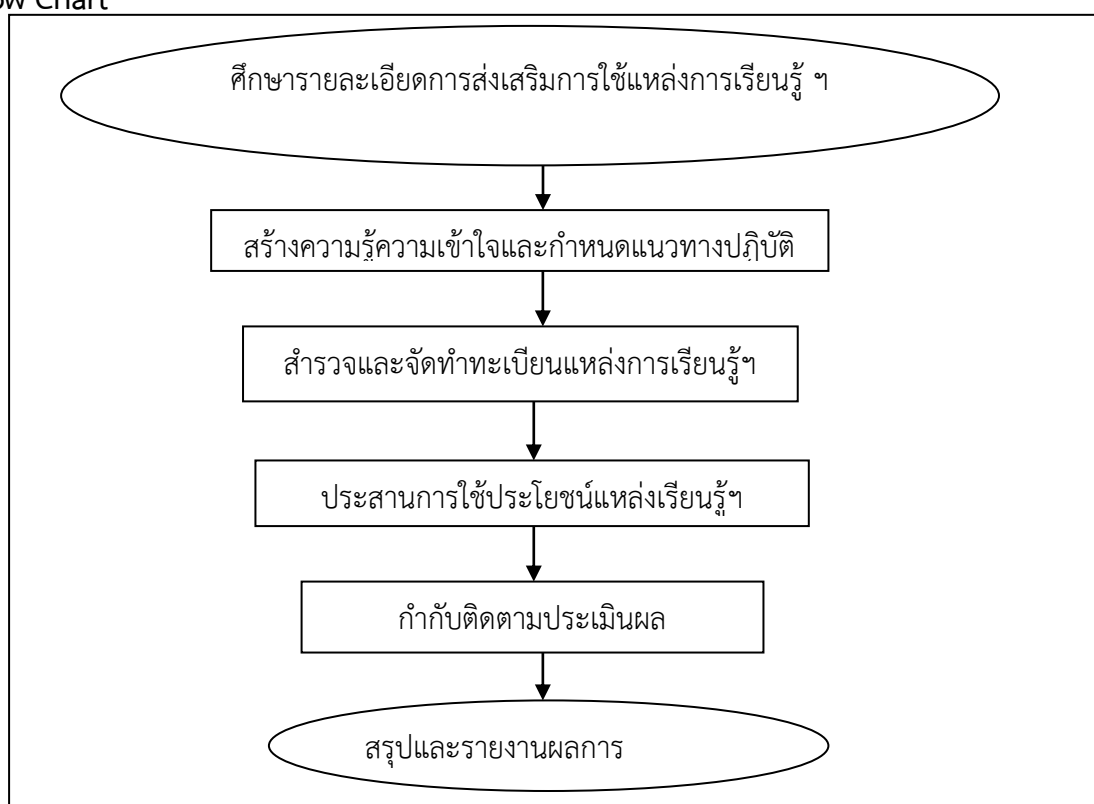 ow Chart
ศึกษารายละเอียดการส่งเสริมการใช้แหล่งการเรียนรู้ ฯ
สร้างความรู้ความเข้าใจและกำหนดแนวทางปฏิบัติ
สำรวจและจัดทำทะเบียนแหล่งการเรียนรู้ฯ
ประสานการใช้ประโยชน์แหล่งเรียนรู้ฯ
กำกับติดตามประเมินผล
สรุปและรายงานผลการ